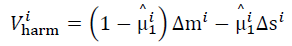 V^i_harm = (1 − μ̂^i_1) Δm^i − μ̂^i_1 Δs^i